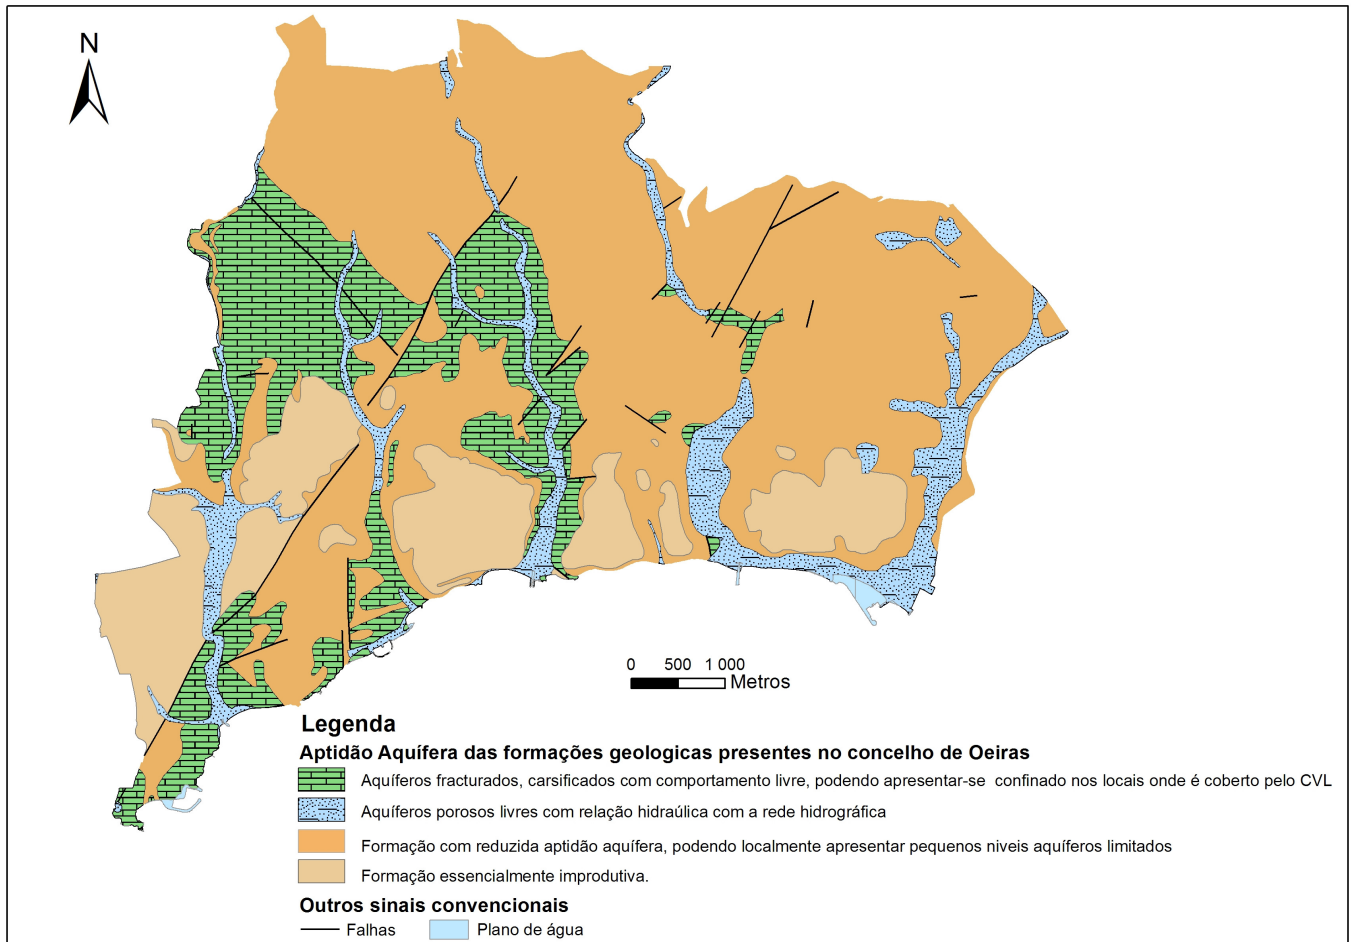 N
0 500 1 000
Metros
Legenda
Aptidão Aquífera das formações geologicas presentes no concelho de Oeiras
Aquíferos fracturados, carsificados com comportamento livre, podendo apresentar-se confinado nos locais onde é coberto pelo CVL
Aquíferos porosos livres com relação hidraúlica com a rede hidrográfica
Formação com reduzida aptidão aquífera, podendo localmente apresentar pequenos niveis aquíferos limitados
Formação essencialmente improdutiva.
Outros sinais convencionais
Falhas
Plano de água